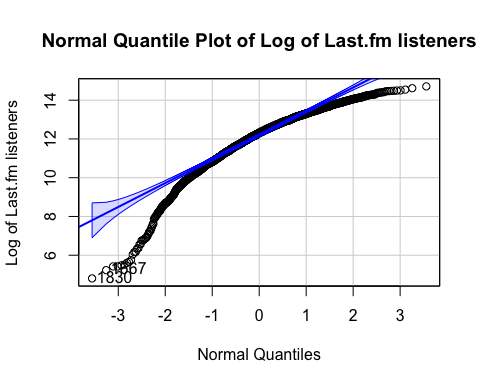 Normal Quantile Plot of Log of Last.fm listeners
Log of Last.fm listeners
14
12
10
8
6
1867
1830
-3 -2 -1 0 1 2 3
Normal Quantiles